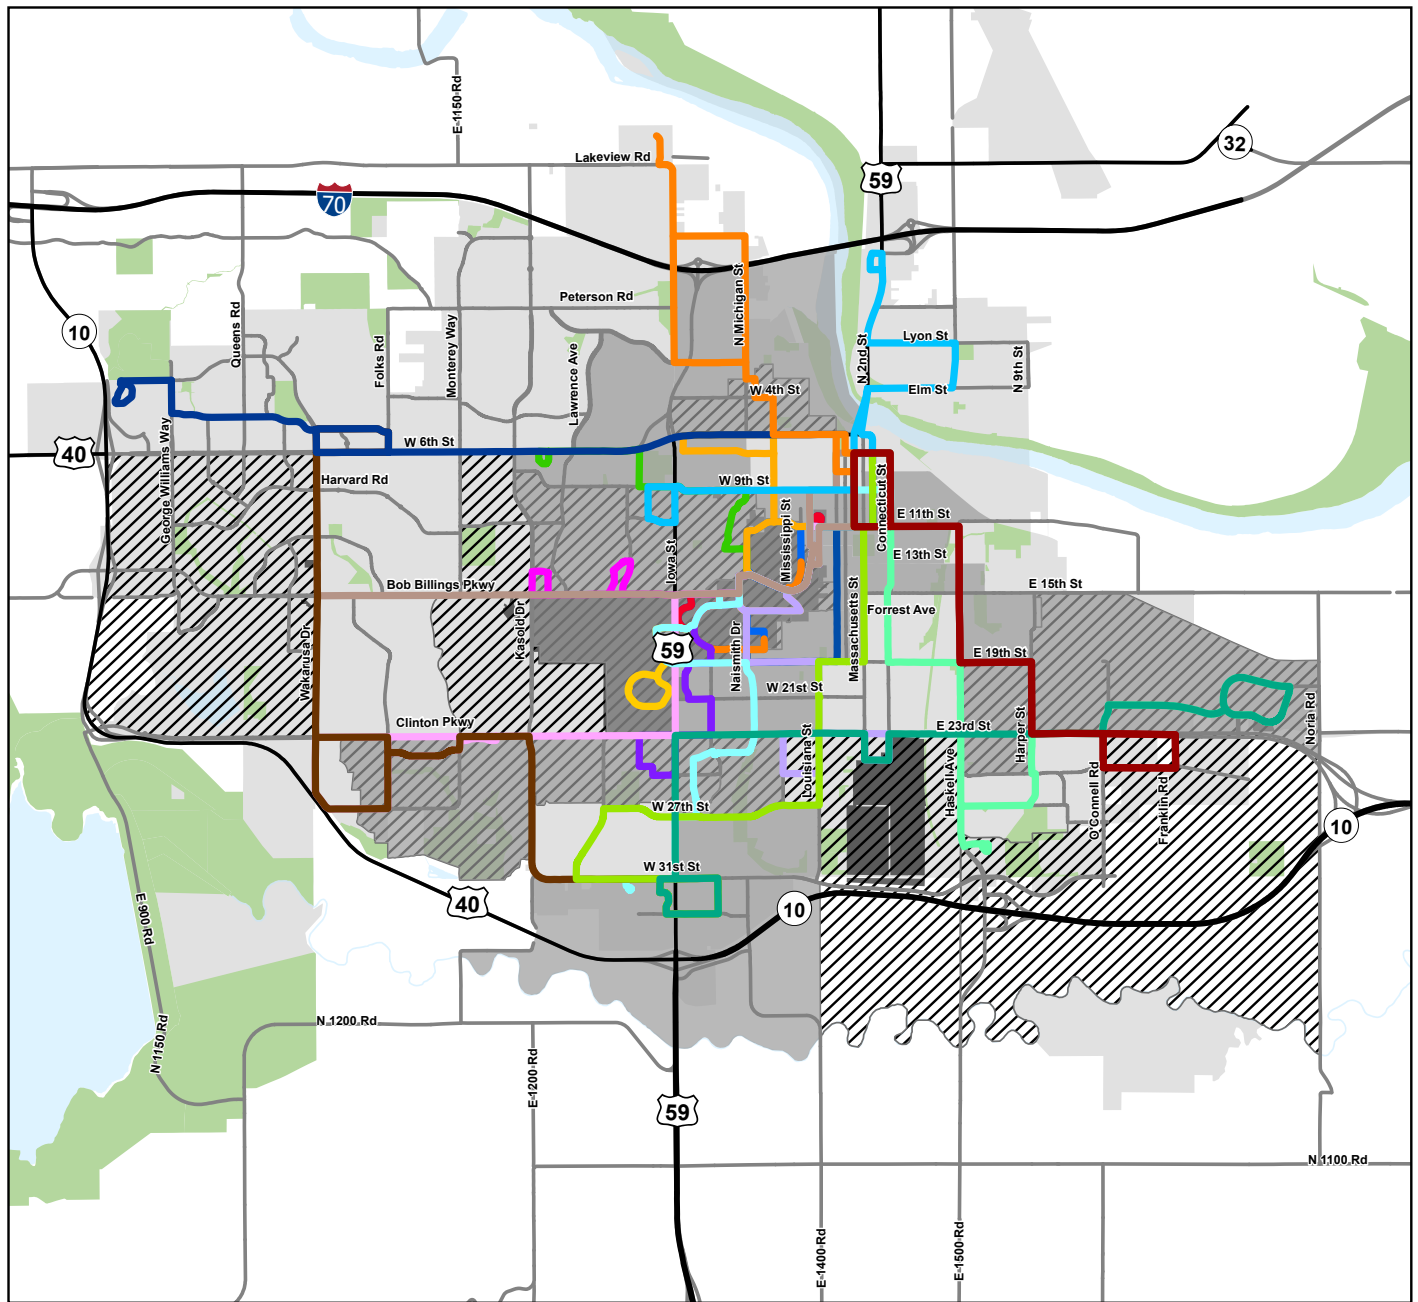 E 1150 Rd
Lakeview Rd
32
59
70
Peterson Rd
N Michigan St
10
Queens Rd
Folks Rd
Monterey Way
Lawrence Ave
N 2nd St
Lyon St
N 9th St
W 4th St
Elm St
George Williams Way
W 6th St
40
Harvard Rd
W 9th St
Mississippi St
Connecticut St
E 11th St
Iowa St
E 13th St
Bob Billings Pkwy
E 15th St
Massachusetts St
Forrest Ave
Kasold Dr
Wakarusa Dr
59
Naismith Dr
E 19th St
W 21st St
Clinton Pkwy
E 23rd St
Louisiana St
Haskell Ave
Harper St
Noria Rd
O'Connell Rd
Franklin Rd
W 27th St
10
W 31st St
40
10
E 900 Rd
N 1150 Rd
N 1200 Rd
E 1200 Rd
59
N 1100 Rd
E 1400 Rd
E 1500 Rd